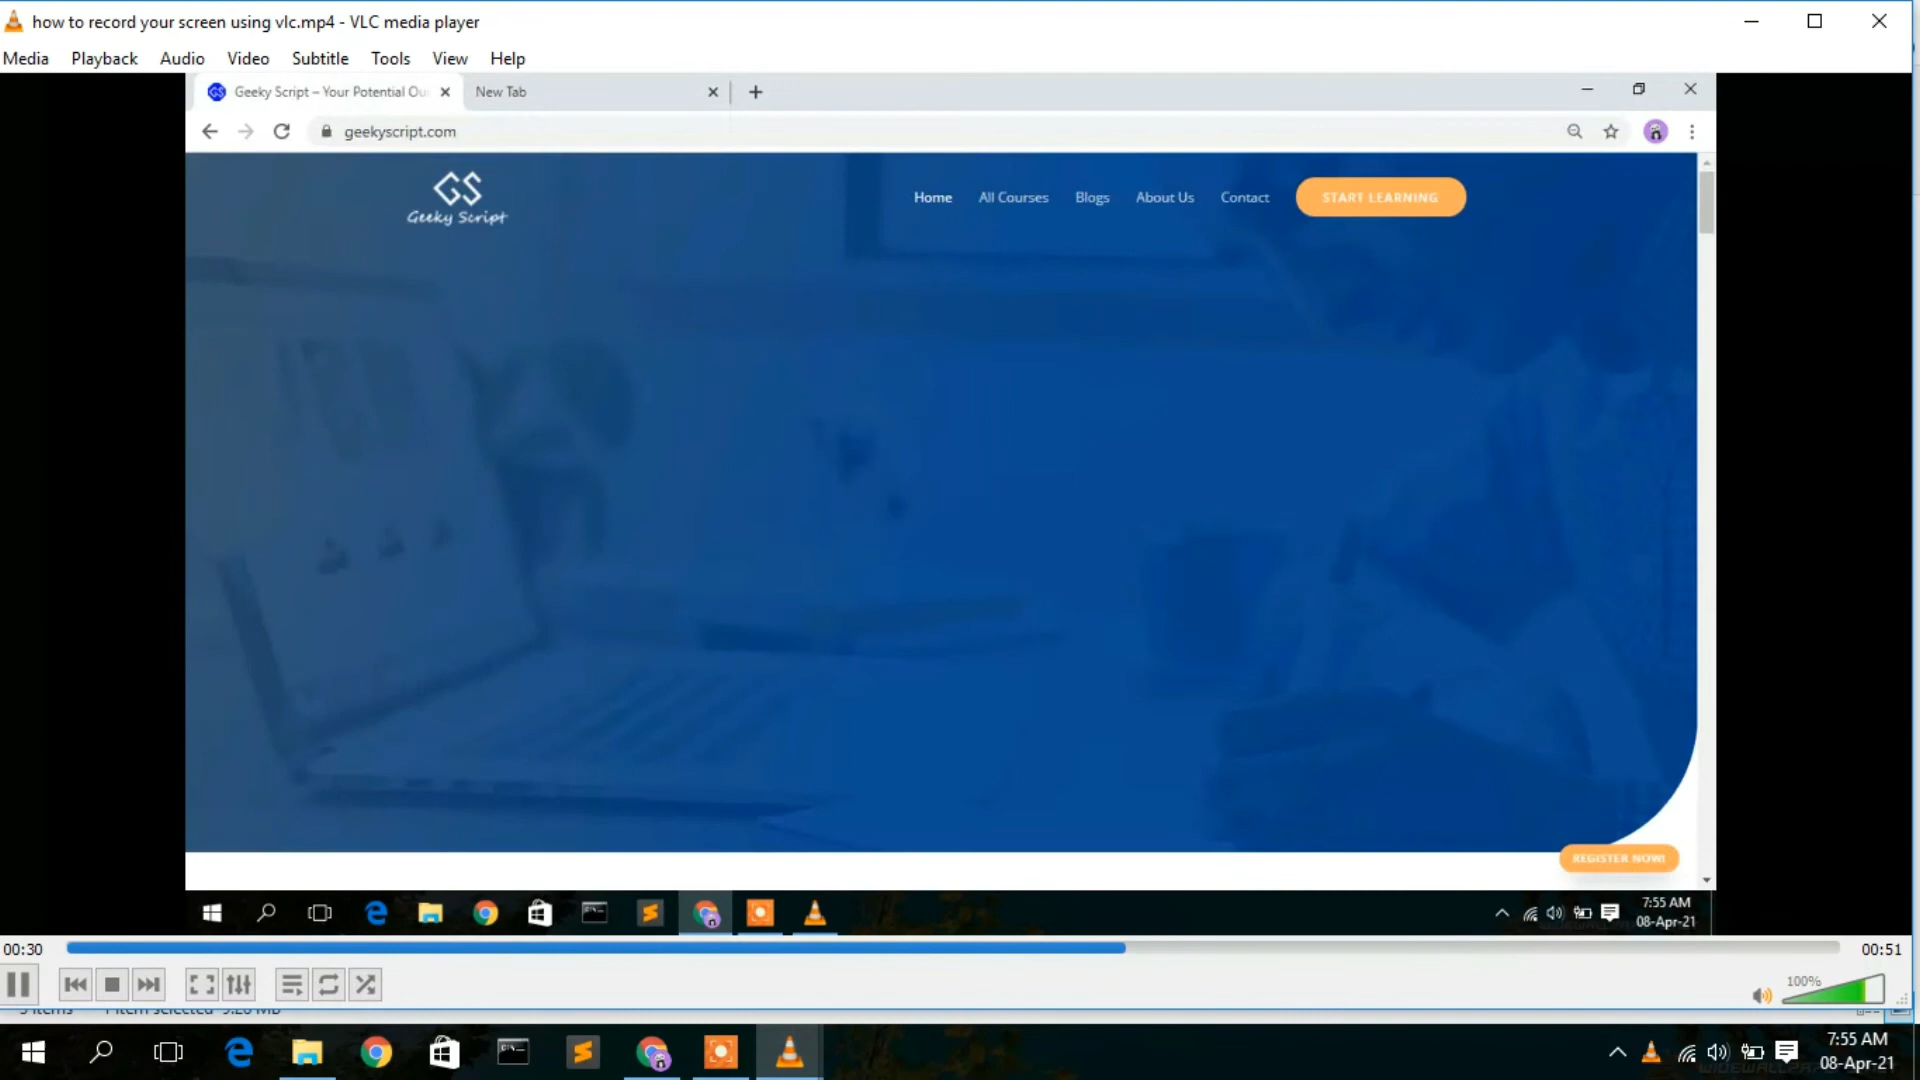 how to record your screen using vlc.mp4 - VLC media player
Media Playback Audio Video Subtitle Tools View Help
Geeky Script – Your Potential Ou
New Tab
geekyscript.com
GS
Geeky Script
Home All Courses Blogs About Us Contact START LEARNING
REGISTER NOW!
7:55 AM
08-Apr-21
00:30
00:51
100%
7:55 AM
08-Apr-21